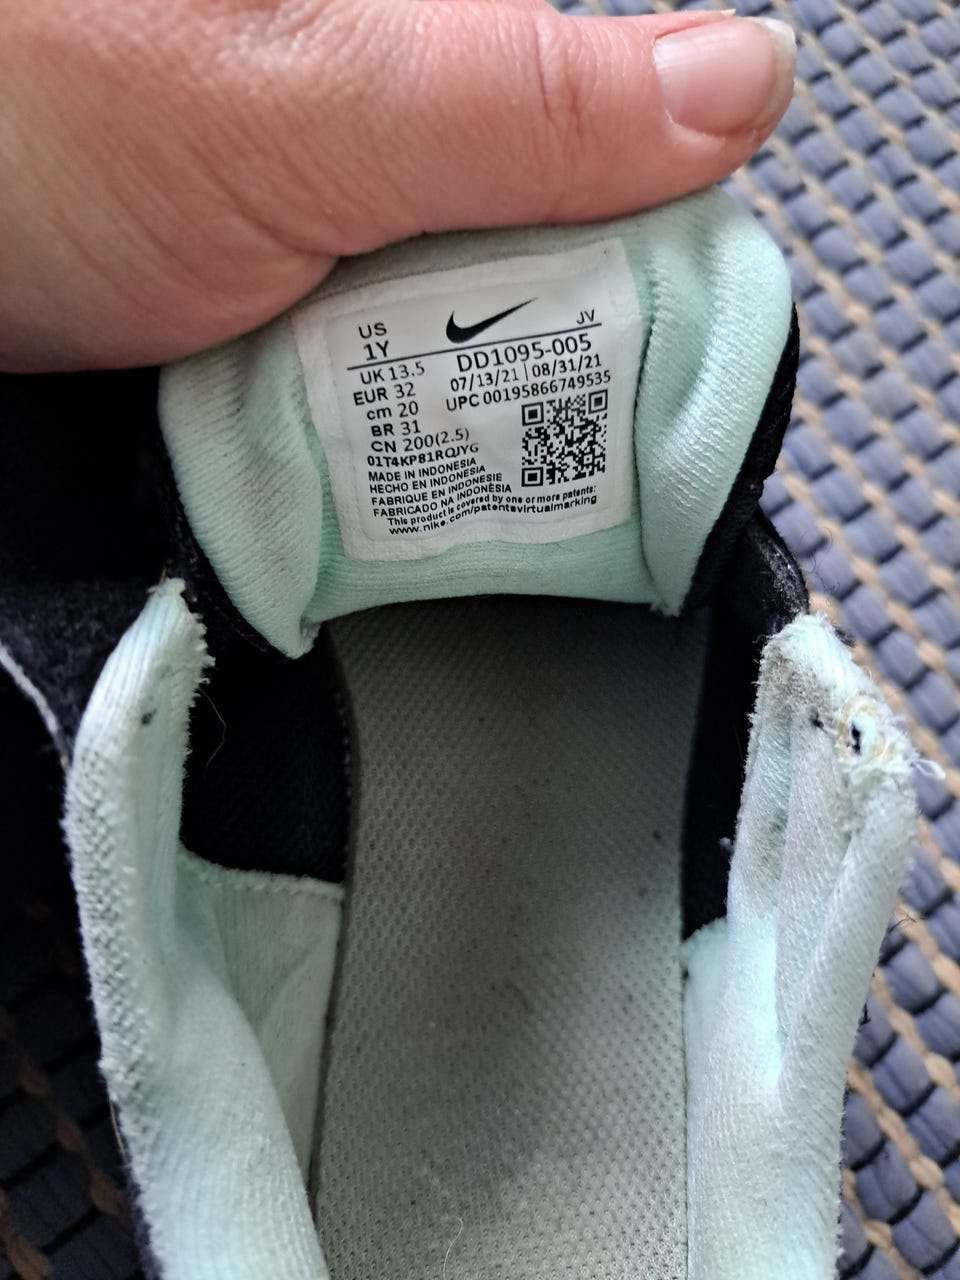 US
1Y
JV
UK 13.5
EUR 32
cm 20
BR 31
CN 200(2.5)
DD1095-005
07/13/21 | 08/31/21
UPC 00195866749535
01T4KP81RQJYG
MADE IN INDONESIA
HECHO EN INDONESIA
FABRIQUE EN INDONESIE
FABRICADO NA INDONÉSIA
This product is covered by one or more patents:
www.nike.com/patentsvirtualmarking